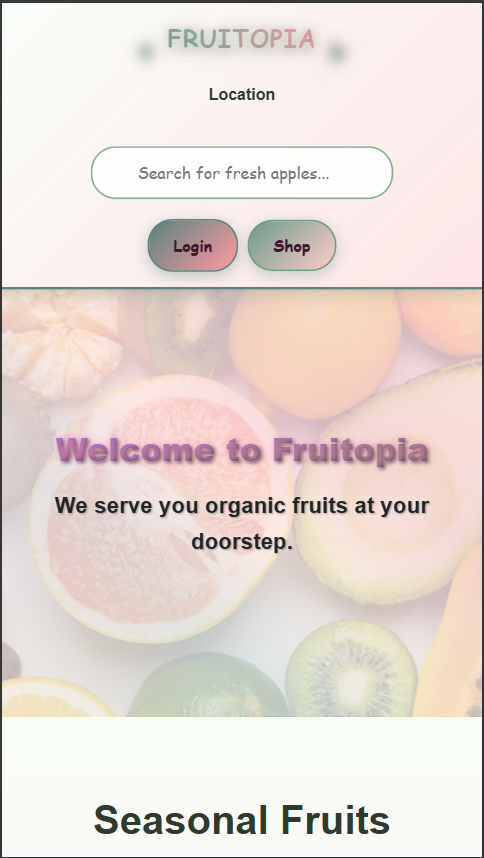 FRUITOPIA
Location
Search for fresh apples...
Login
Shop
Welcome to Fruitopia
We serve you organic fruits at your
doorstep.
Seasonal Fruits